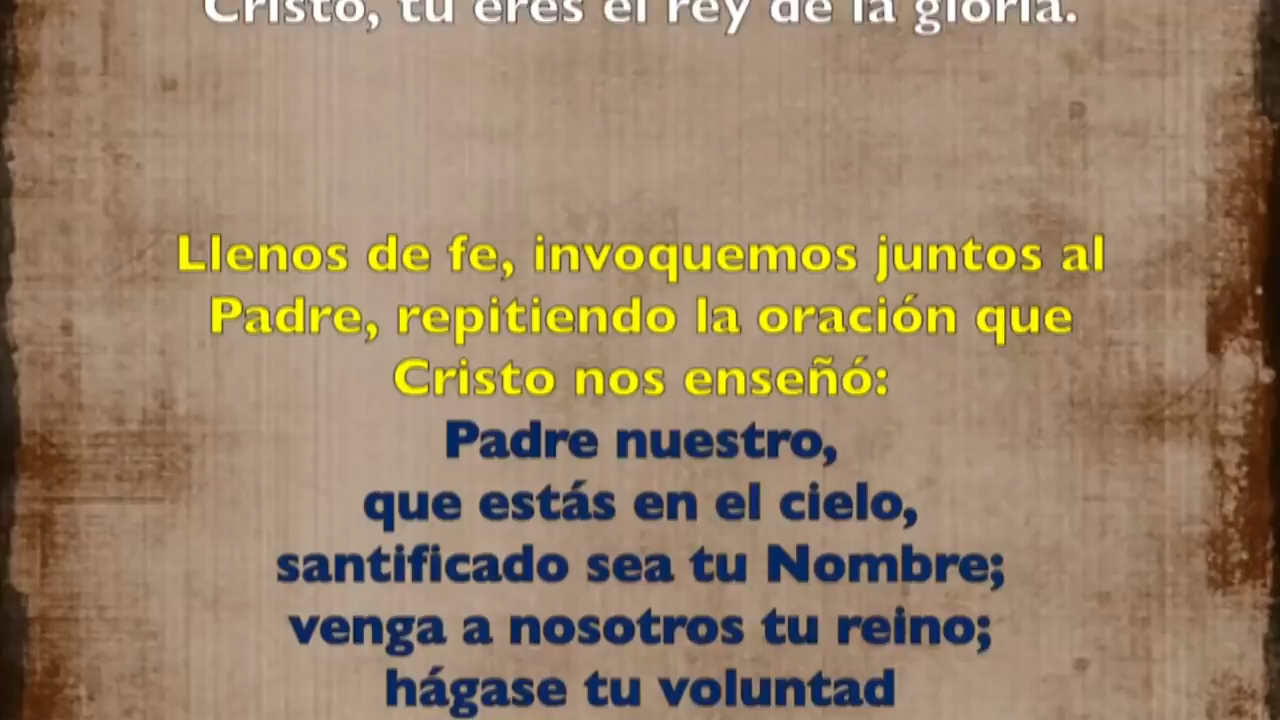 Cristo, tú eres el rey de la gloria.
Llenos de fe, invoquemos juntos al
Padre, repitiendo la oración que
Cristo nos enseñó:
Padre nuestro,
que estás en el cielo,
santificado sea tu Nombre;
venga a nosotros tu reino;
hágase tu voluntad